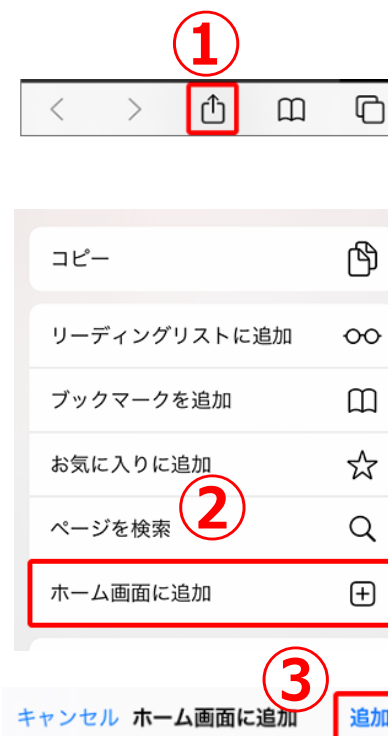 ①
コピー
リーディングリストに追加
ブックマークを追加
お気に入りに追加
②
ページを検索
ホーム画面に追加
③
キャンセル ホーム画面に追加 追加